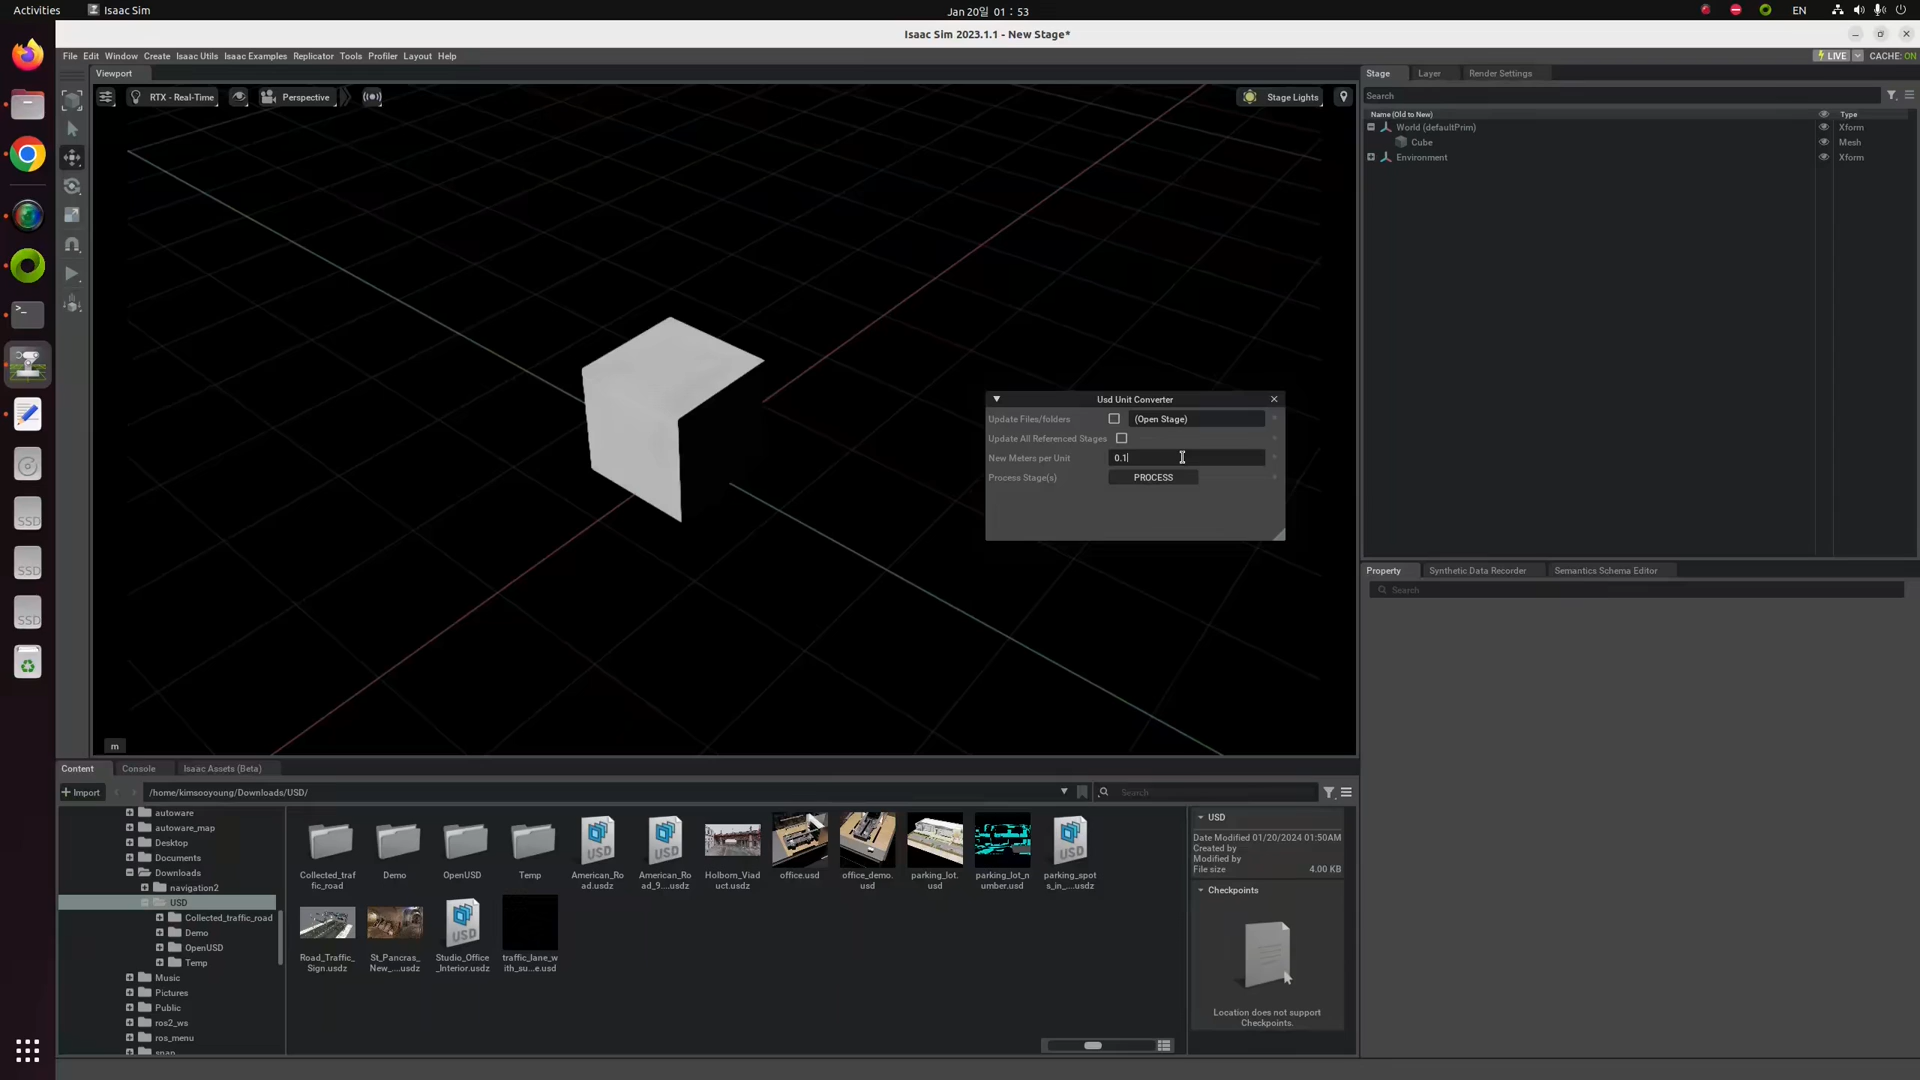 Activities
Isaac Sim
Jan 20일 01 : 53
EN
Isaac Sim 2023.1.1 - New Stage*
File Edit Window Create Isaac Utils Isaac Examples Replicator Tools Profiler Layout Help
LIVE
CACHE: ON
Viewport
RTX - Real-Time
Perspective
Stage Lights
m
Usd Unit Converter
Update Files/folders
(Open Stage)
Update All Referenced Stages
New Meters per Unit
0.1
Process Stage(s)
PROCESS
Stage
Layer
Render Settings
Search
Name (Old to New)
Type
World (defaultPrim)
Xform
Cube
Mesh
Environment
Xform
Property
Synthetic Data Recorder
Semantics Schema Editor
Search
SSD
SSD
SSD
Content
Console
Isaac Assets (Beta)
Import
/home/kimsooyoung/Downloads/USD/
Search
autoware
autoware_map
Desktop
Documents
Downloads
navigation2
USD
Collected_traffic_road
Demo
OpenUSD
Temp
Music
Pictures
Public
ros2_ws
ros_menu
snap
Collected_traf
fic_road
Demo
OpenUSD
Temp
USD
American_Ro
ad.usdz
USD
American_Ro
ad_9....usdz
Holborn_Viad
uct.usdz
office.usd
office_demo.
usd
parking_lot.
usd
parking_lot_n
umber.usd
USD
parking_spot
s_in_....usdz
Road_Traffic_
Sign.usdz
St_Pancras_
New_....usdz
USD
Studio_Office
_Interior.usdz
traffic_lane_w
ith_su...e.usd
USD
Date Modified 01/20/2024 01:50AM
Created by
Modified by
File size
4.00 KB
Checkpoints
Location does not support
Checkpoints.